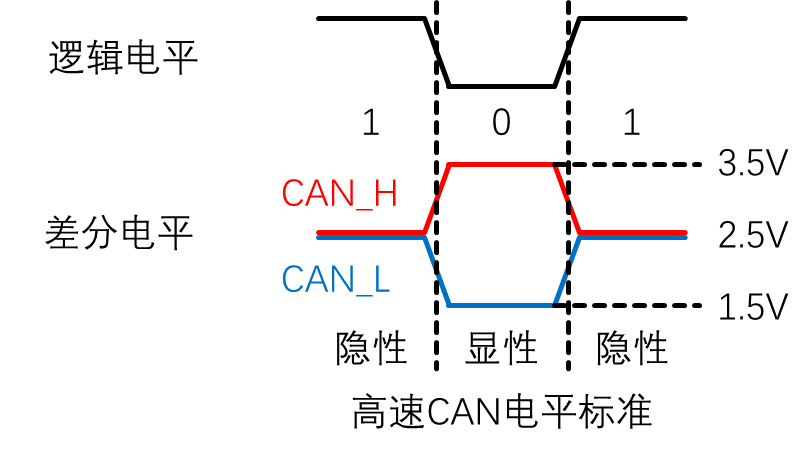 逻辑电平
1
0
1
3.5V
CAN_H
差分电平
2.5V
CAN_L
1.5V
隐性
显性
隐性
高速CAN电平标准